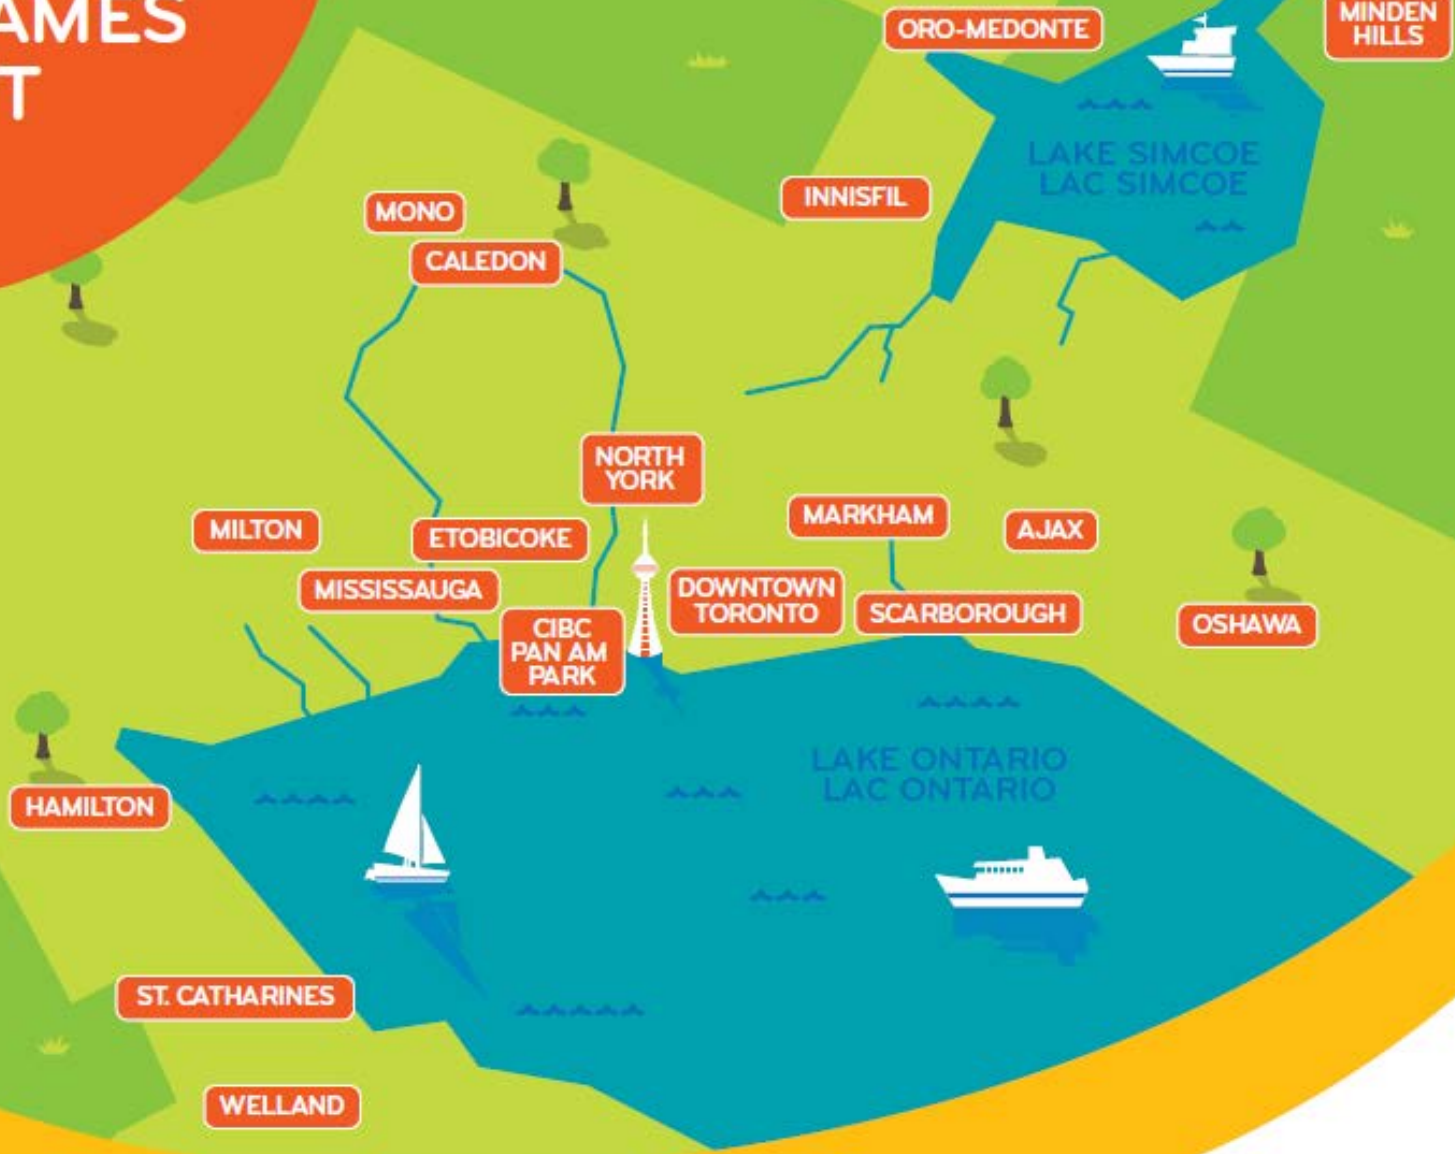 AMES
T
ORO-MEDONTE
MINDEN
HILLS
LAKE SIMCOE
LAC SIMCOE
INNISFIL
MONO
CALEDON
NORTH
YORK
MILTON
ETOBICOKE
MARKHAM
AJAX
MISSISSAUGA
DOWNTOWN
TORONTO
SCARBOROUGH
OSHAWA
CIBC
PAN AM
PARK
LAKE ONTARIO
LAC ONTARIO
HAMILTON
ST. CATHARINES
WELLAND